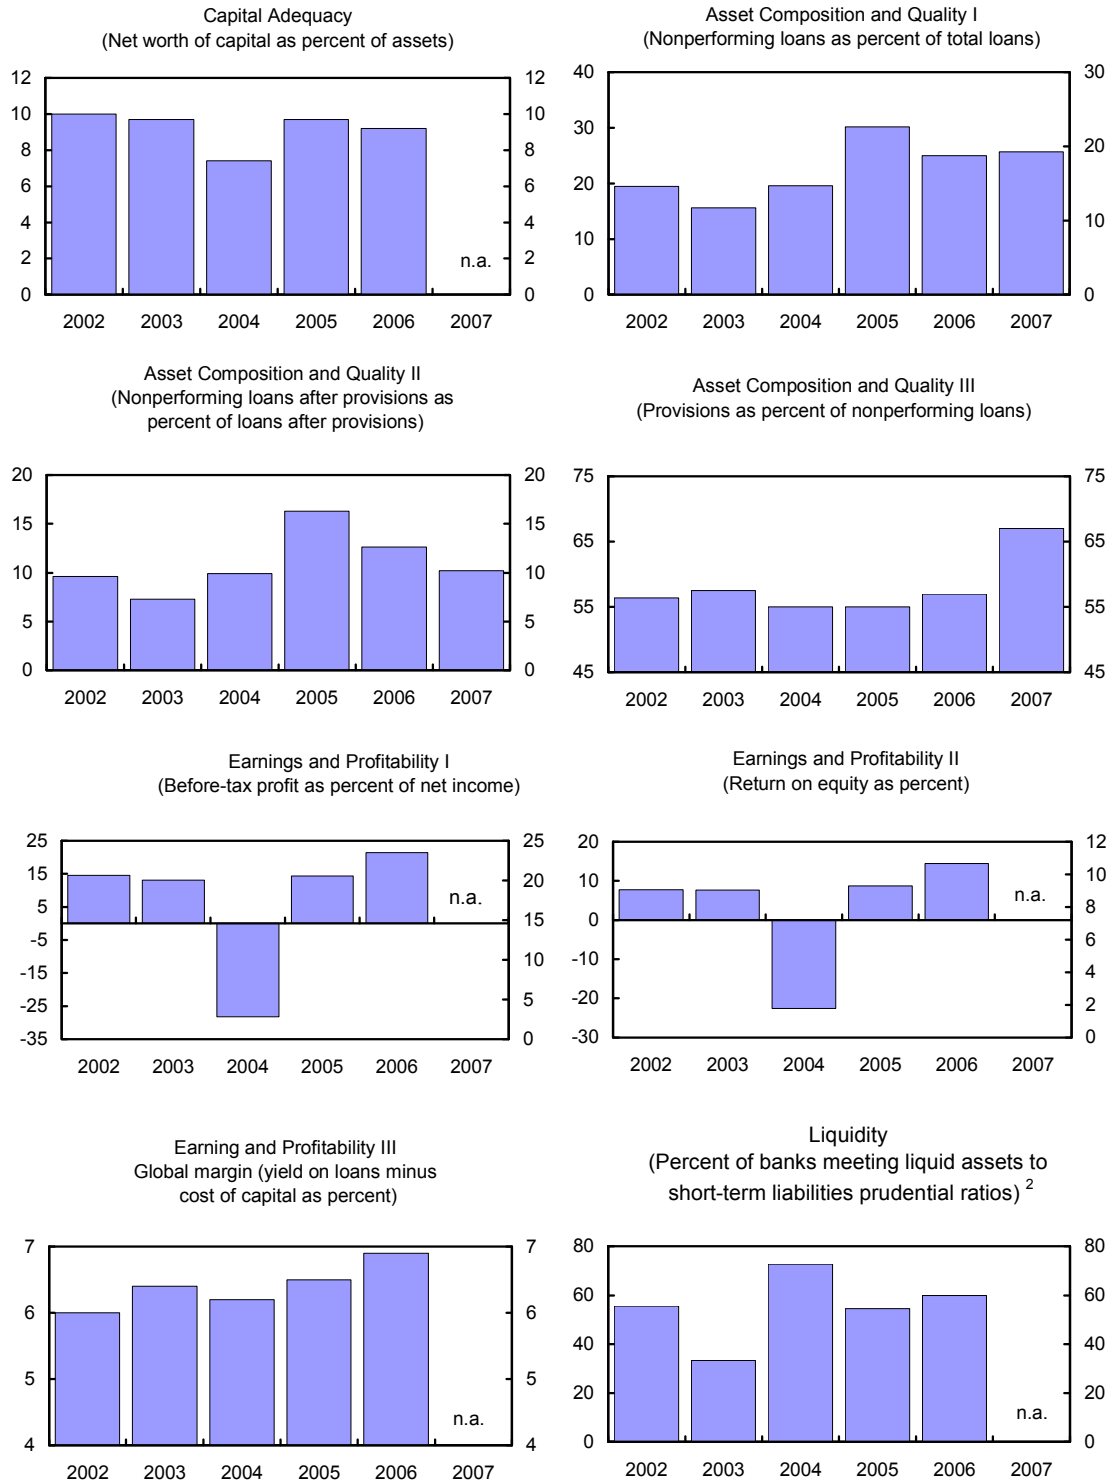 Capital Adequacy
(Net worth of capital as percent of assets)
12
10
8
6
4
2
0
12
10
8
6
4
2
0
n.a.
2002 2003 2004 2005 2006 2007
Asset Composition and Quality I
(Nonperforming loans as percent of total loans)
40
30
20
10
0
30
20
10
0
2002 2003 2004 2005 2006 2007
Asset Composition and Quality II
(Nonperforming loans after provisions as
percent of loans after provisions)
20
15
10
5
0
20
15
10
5
0
2002 2003 2004 2005 2006 2007
Asset Composition and Quality III
(Provisions as percent of nonperforming loans)
75
65
55
45
75
65
55
45
2002 2003 2004 2005 2006 2007
Earnings and Profitability I
(Before-tax profit as percent of net income)
25
15
5
-5
-15
-25
-35
25
20
15
10
5
0
n.a.
2002 2003 2004 2005 2006 2007
Earnings and Profitability II
(Return on equity as percent)
20
10
0
-10
-20
-30
12
10
8
6
4
2
0
n.a.
2002 2003 2004 2005 2006 2007
Earning and Profitability III
Global margin (yield on loans minus
cost of capital as percent)
7
6
5
4
7
6
5
4
n.a.
2002 2003 2004 2005 2006 2007
Liquidity
(Percent of banks meeting liquid assets to
short-term liabilities prudential ratios) 2
80
60
40
20
0
80
60
40
20
0
n.a.
2002 2003 2004 2005 2006 2007